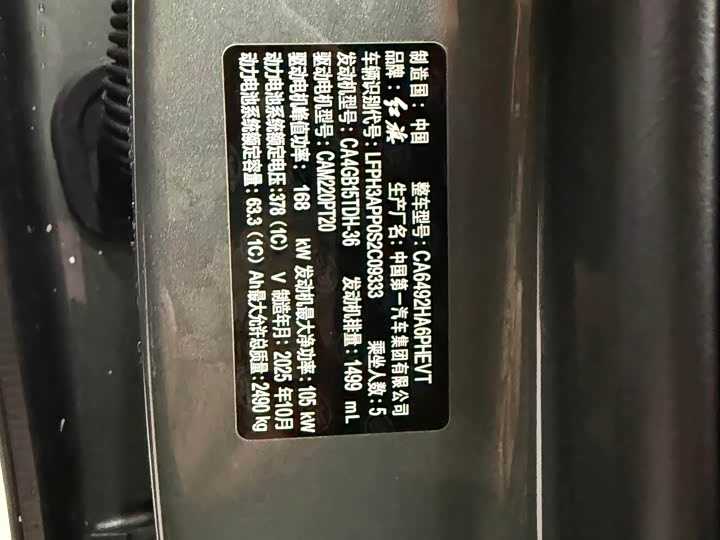 制造国：中国 整车型号：CA6492HA6PHEVT
品牌：红旗 生产厂名：中国第一汽车集团有限公司
车辆识别代号：LFPH3APP0S2C09333 乘坐人数：5
发动机型号：CA4GB15TDH-36 发动机排量：1499 mL
驱动电机型号：CAM220PT20
驱动电机峰值功率：168 kW 发动机最大净功率：105 kW
动力电池系统额定电压：378（1C） V 制造年月：2025 年10月
动力电池系统额定容量：63.3（1C） Ah最大允许总质量：2490 kg